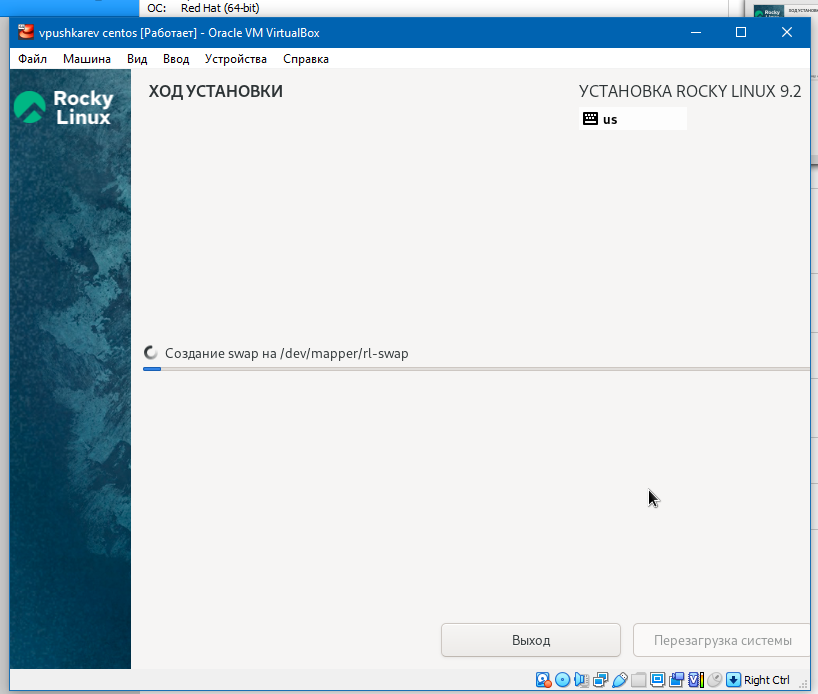 ОС: Red Hat (64-bit)
vpushkarev centos [Работает] - Oracle VM VirtualBox
Файл Машина Вид Ввод Устройства Справка
Rocky
Linux
ХОД УСТАНОВКИ
УСТАНОВКА ROCKY LINUX 9.2
us
Создание swap на /dev/mapper/rl-swap
Выход
Перезагрузка системы
Right Ctrl